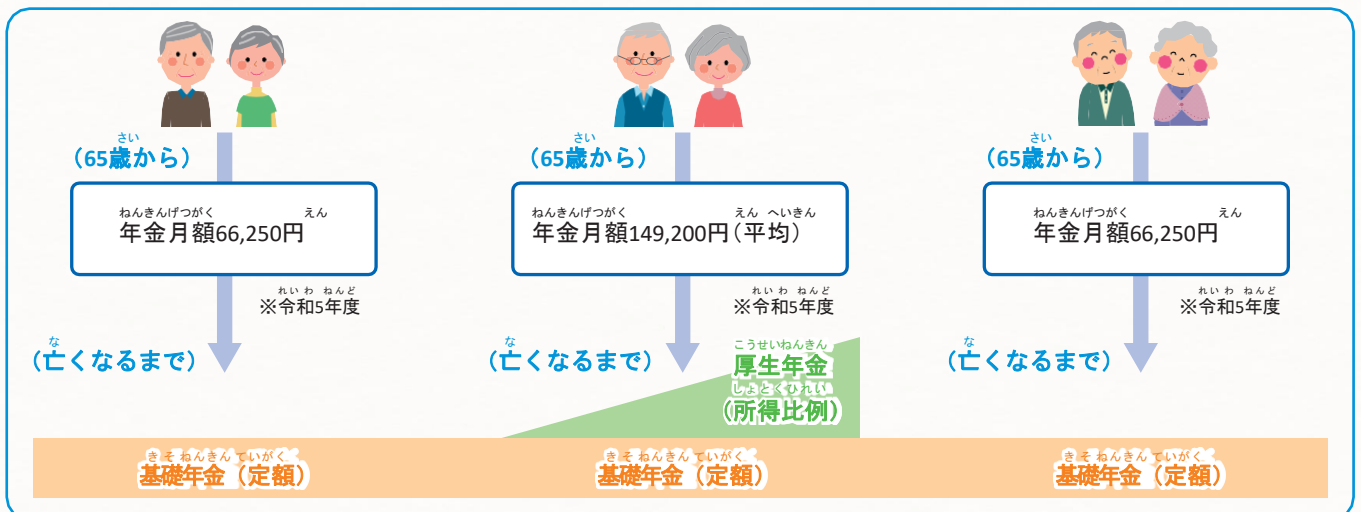 さい
（65歳から）
ねんきんげつがく えん
年金月額66,250円
れいわ ねんど
※令和5年度
な
（亡くなるまで）
きそねんきん ていがく
基礎年金（定額）
さい
（65歳から）
ねんきんげつがく えん へいきん
年金月額149,200円（平均）
れいわ ねんど
※令和5年度
な
（亡くなるまで）
こうせいねんきん
厚生年金
しょとくひれい
（所得比例）
きそねんきん ていがく
基礎年金（定額）
さい
（65歳から）
ねんきんげつがく えん
年金月額66,250円
れいわ ねんど
※令和5年度
な
（亡くなるまで）
きそねんきん ていがく
基礎年金（定額）